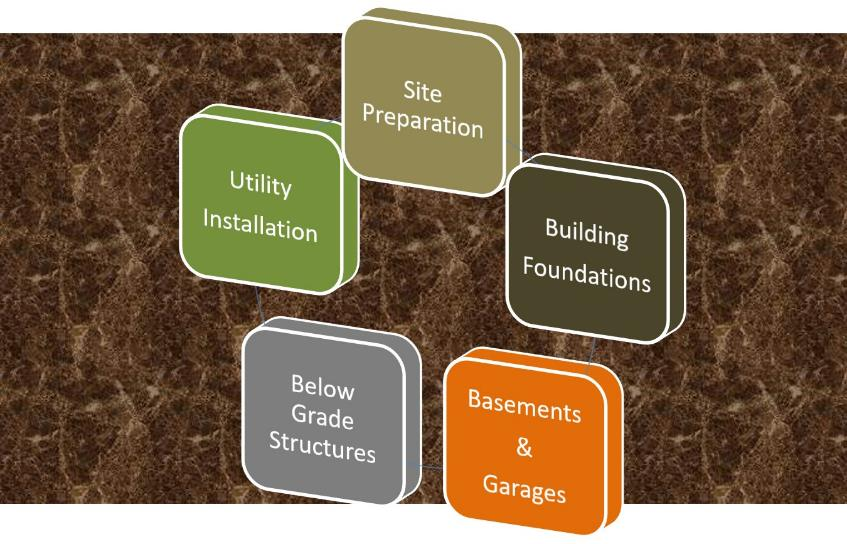 Site
Preparation
Building
Foundations
Basements
&
Garages
Below
Grade
Structures
Utility
Installation